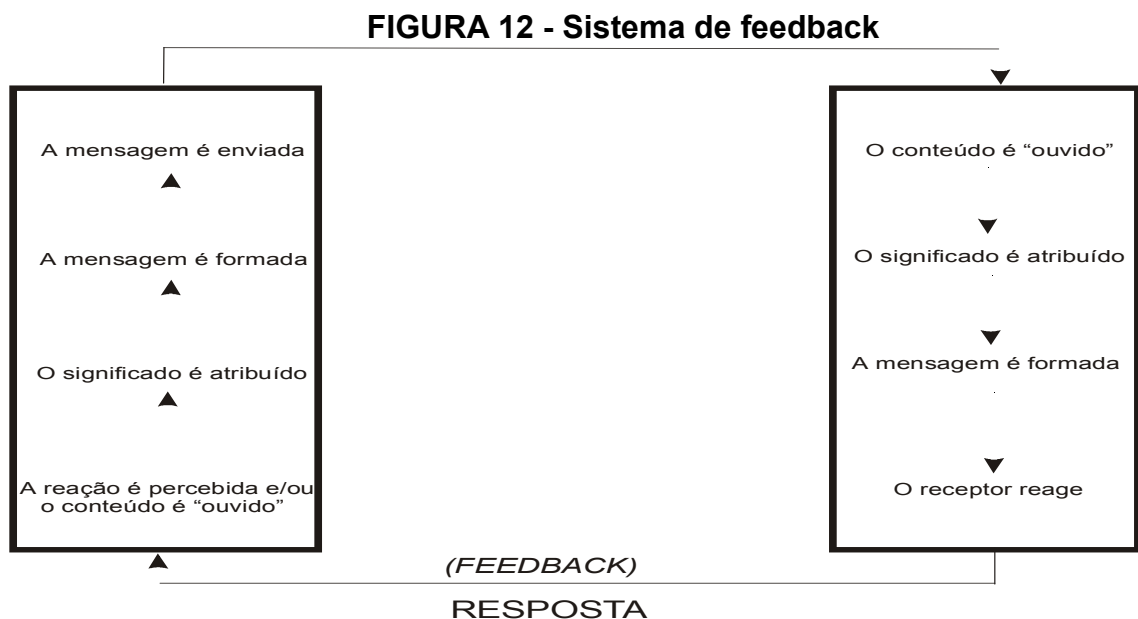 FIGURA 12 - Sistema de feedback
A mensagem é enviada
A mensagem é formada
O significado é atribuído
A reação é percebida e/ou
o conteúdo é “ouvido”
O conteúdo é “ouvido”
O significado é atribuído
A mensagem é formada
O receptor reage
(FEEDBACK)
RESPOSTA